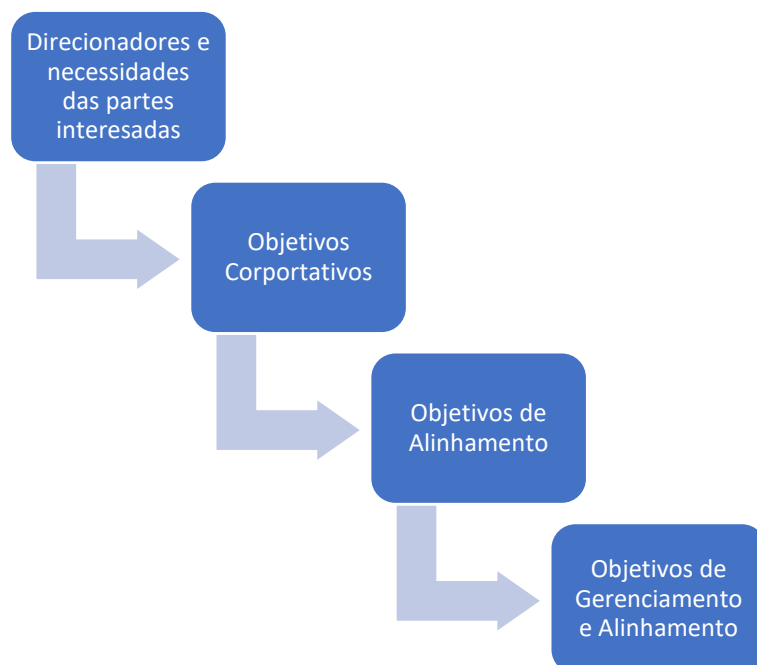 Direcionadores e
necessidades
das partes
interesadas
Objetivos
Corportativos
Objetivos de
Alinhamento
Objetivos de
Gerenciamento
e Alinhamento